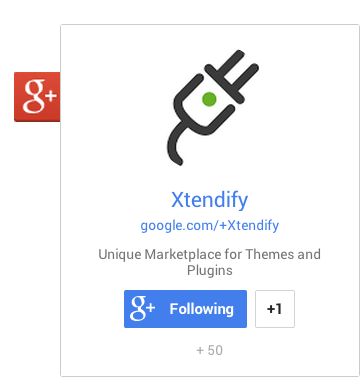 g+
Xtendify
google.com/+Xtendify
Unique Marketplace for Themes and
Plugins
g+ Following +1
+ 50